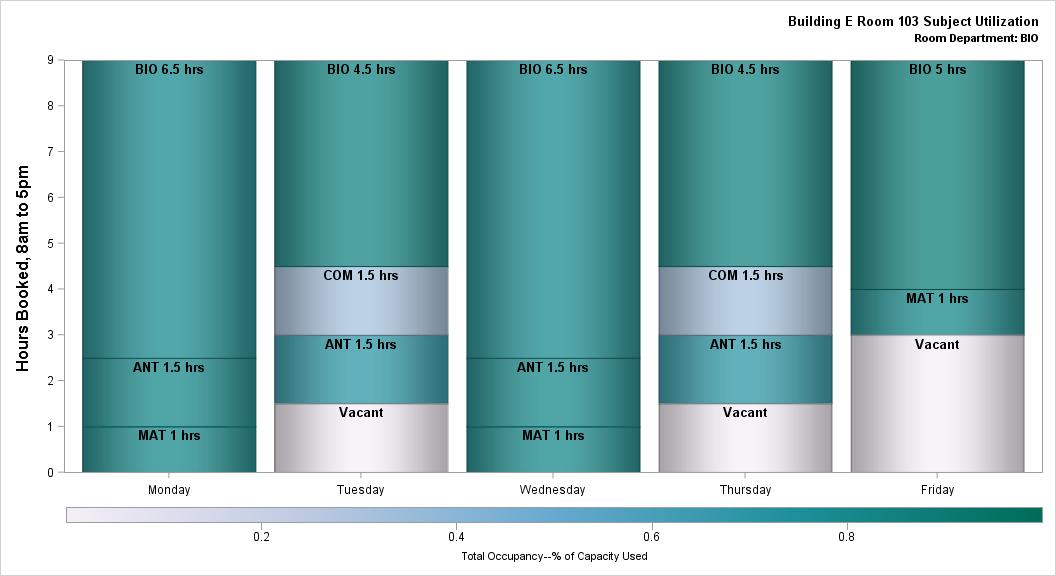 Building E Room 103 Subject Utilization
Room Department: BIO
Hours Booked, 8am to 5pm
9
8
7
6
5
4
3
2
1
0
BIO 6.5 hrs
ANT 1.5 hrs
MAT 1 hrs
BIO 4.5 hrs
COM 1.5 hrs
ANT 1.5 hrs
Vacant
BIO 6.5 hrs
ANT 1.5 hrs
MAT 1 hrs
BIO 4.5 hrs
COM 1.5 hrs
ANT 1.5 hrs
Vacant
BIO 5 hrs
MAT 1 hrs
Vacant
Monday Tuesday Wednesday Thursday Friday
0.2 0.4 0.6 0.8
Total Occupancy--% of Capacity Used